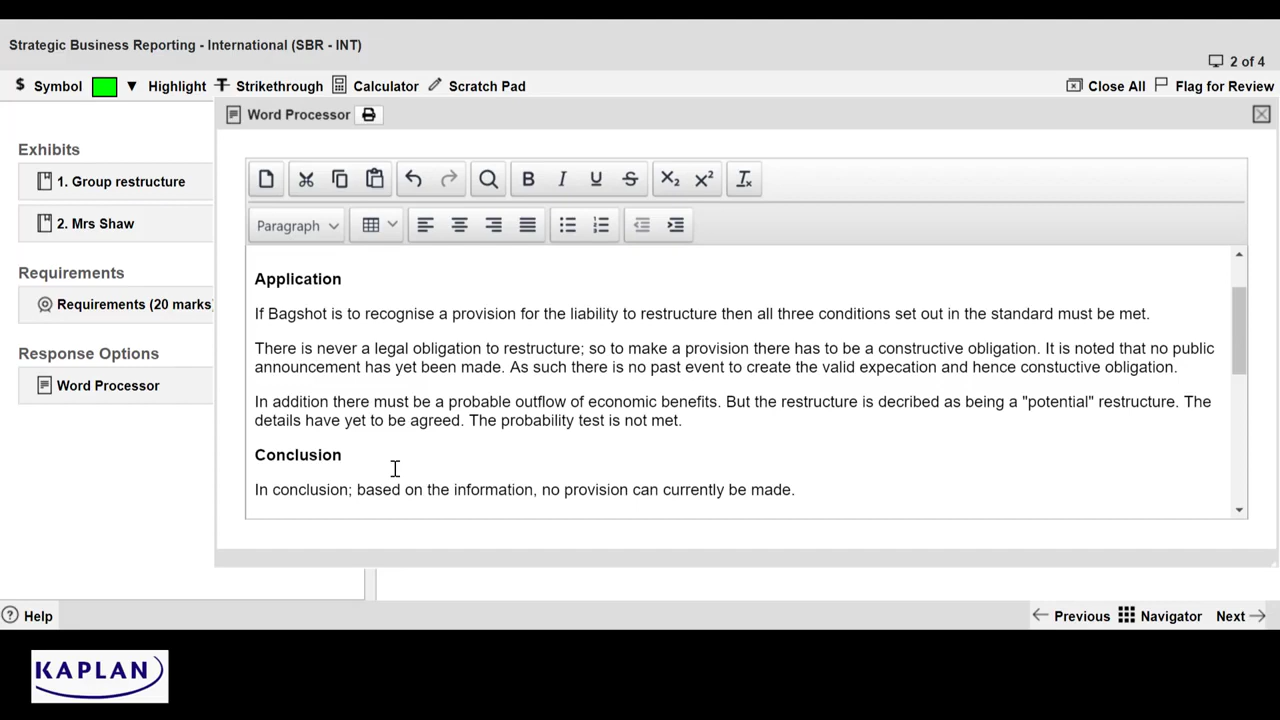 Strategic Business Reporting - International (SBR - INT)
2 of 4
$ Symbol Highlight Strikethrough Calculator Scratch Pad Close All Flag for Review
Word Processor
Exhibits
1. Group restructure
2. Mrs Shaw
Requirements
Requirements (20 marks)
Response Options
Word Processor
B I U S X₂ X² Tx
Paragraph
Application
If Bagshot is to recognise a provision for the liability to restructure then all three conditions set out in the standard must be met.
There is never a legal obligation to restructure; so to make a provision there has to be a constructive obligation. It is noted that no public
announcement has yet been made. As such there is no past event to create the valid expecation and hence constuctive obligation.
In addition there must be a probable outflow of economic benefits. But the restructure is decribed as being a "potential" restructure. The
details have yet to be agreed. The probability test is not met.
Conclusion
In conclusion; based on the information, no provision can currently be made.
Help
Previous Navigator Next
KAPLAN